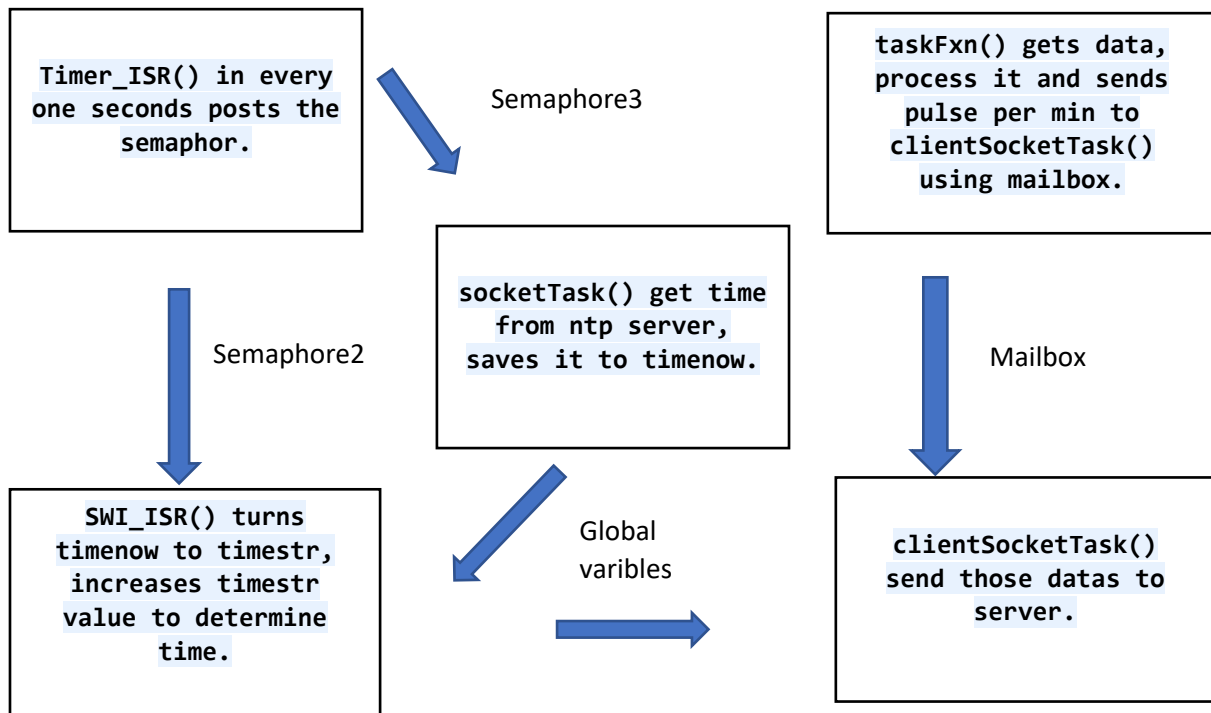 Timer_ISR() in every
one seconds posts the
semaphor.
Semaphore3
taskFxn() gets data,
process it and sends
pulse per min to
clientSocketTask()
using mailbox.
socketTask() get time
from ntp server,
saves it to timenow.
Semaphore2
Mailbox
SWI_ISR() turns
timenow to timestr,
increases timestr
value to determine
time.
Global
varibles
clientSocketTask()
send those datas to
server.